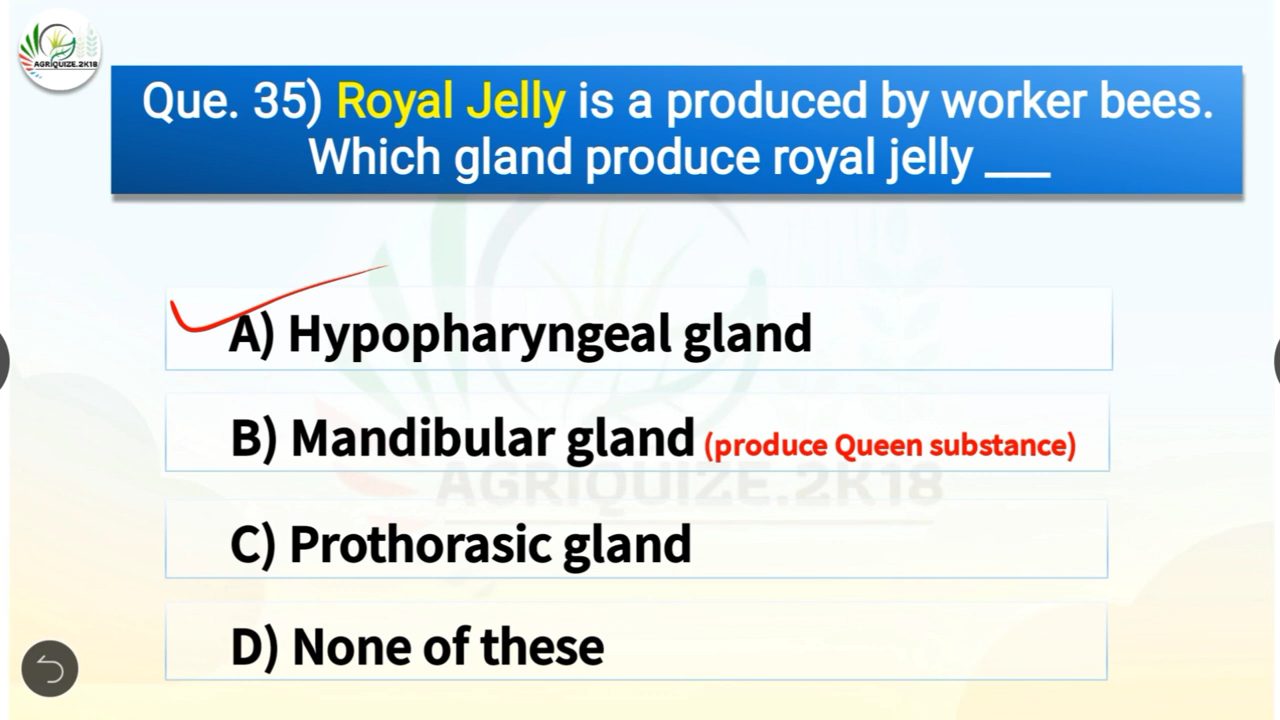 AGRIQUIZE.2K18
Que. 35) Royal Jelly is a produced by worker bees.
Which gland produce royal jelly ___
A) Hypopharyngeal gland
B) Mandibular gland (produce Queen substance)
AGRIQUIZE.2K18
C) Prothorasic gland
D) None of these